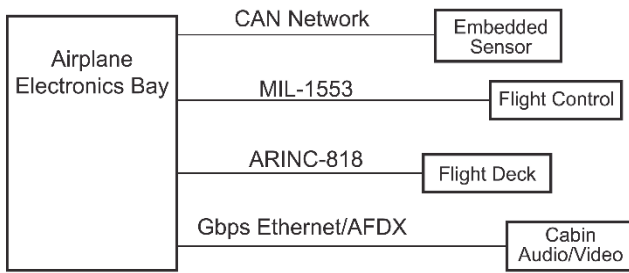 Airplane
Electronics Bay
CAN Network
Embedded
Sensor
MIL-1553
Flight Control
ARINC-818
Flight Deck
Gbps Ethernet/AFDX
Cabin
Audio/Video